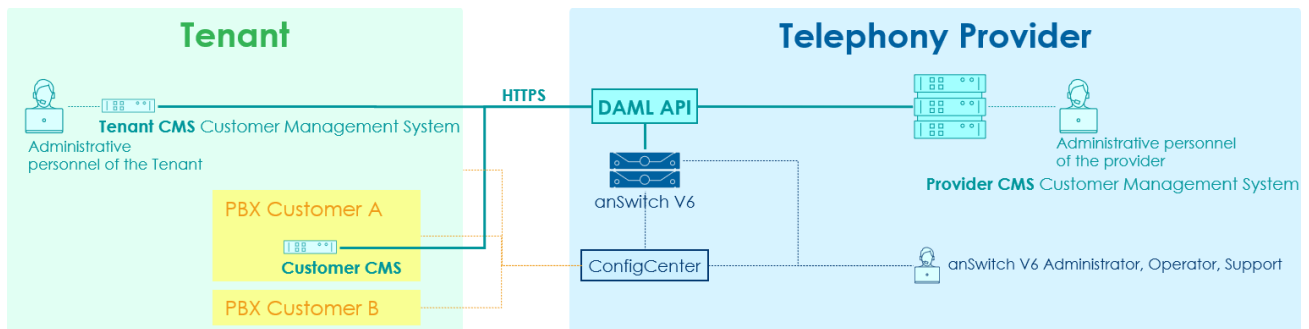 Tenant
Telephony Provider
HTTPS
DAML API
Tenant CMS Customer Management System
Administrative
personnel of the Tenant
Administrative personnel
of the provider
Provider CMS Customer Management System
anSwitch V6
PBX Customer A
Customer CMS
ConfigCenter
anSwitch V6 Administrator, Operator, Support
PBX Customer B